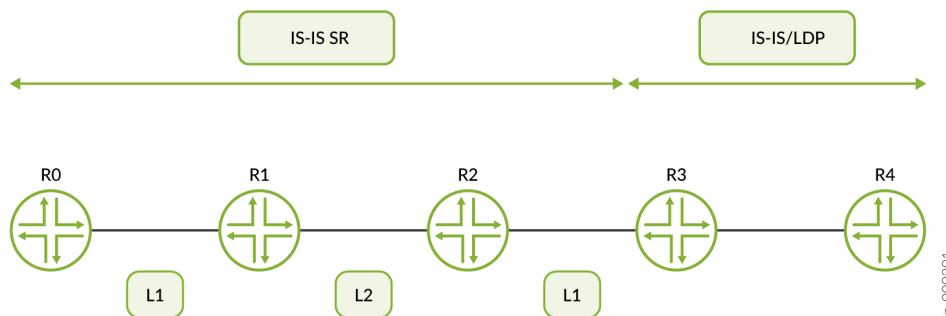 IS-IS SR
IS-IS/LDP
R0
R1
R2
R3
R4
L1
L2
L1